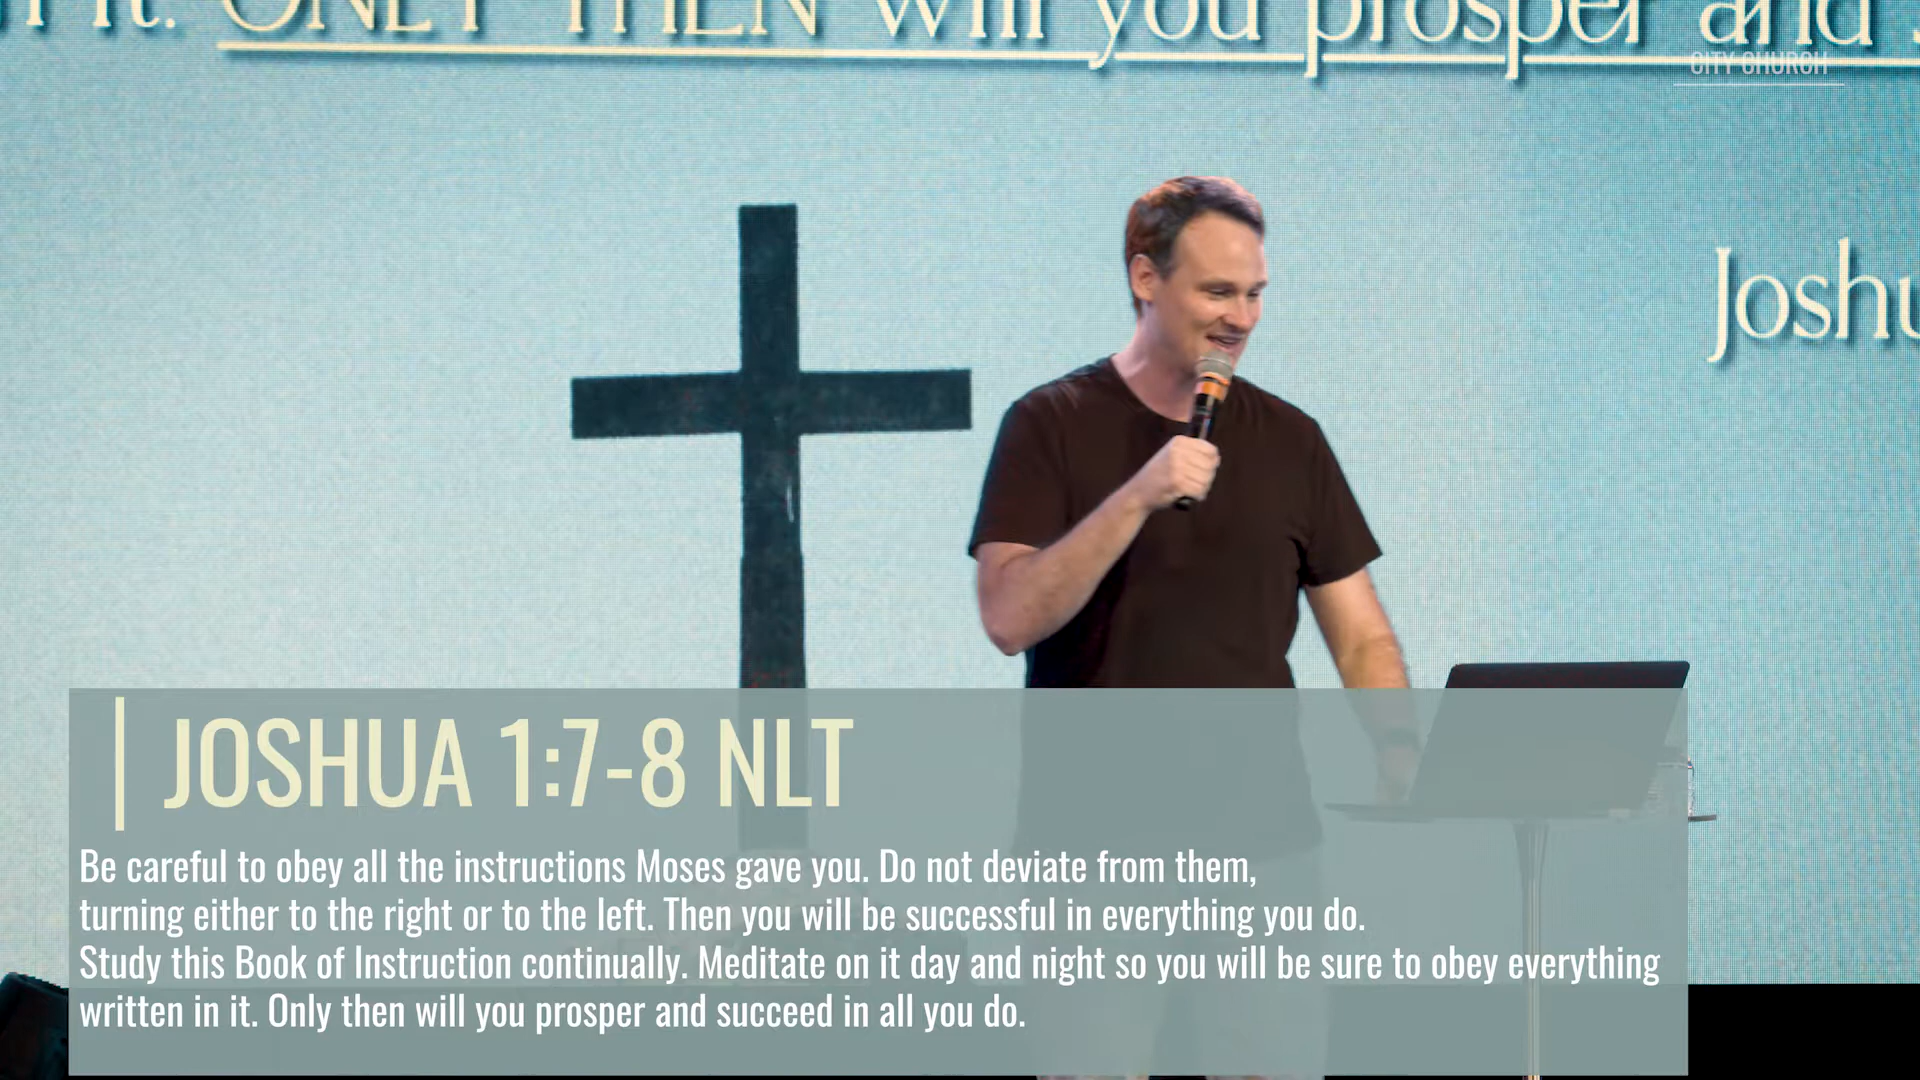 it. ONLY THEN will you prosper and
CITY CHURCH
JOSHUA 1:7-8 NLT
Be careful to obey all the instructions Moses gave you. Do not deviate from them,
turning either to the right or to the left. Then you will be successful in everything you do.
Study this Book of Instruction continually. Meditate on it day and night so you will be sure to obey everything
written in it. Only then will you prosper and succeed in all you do.